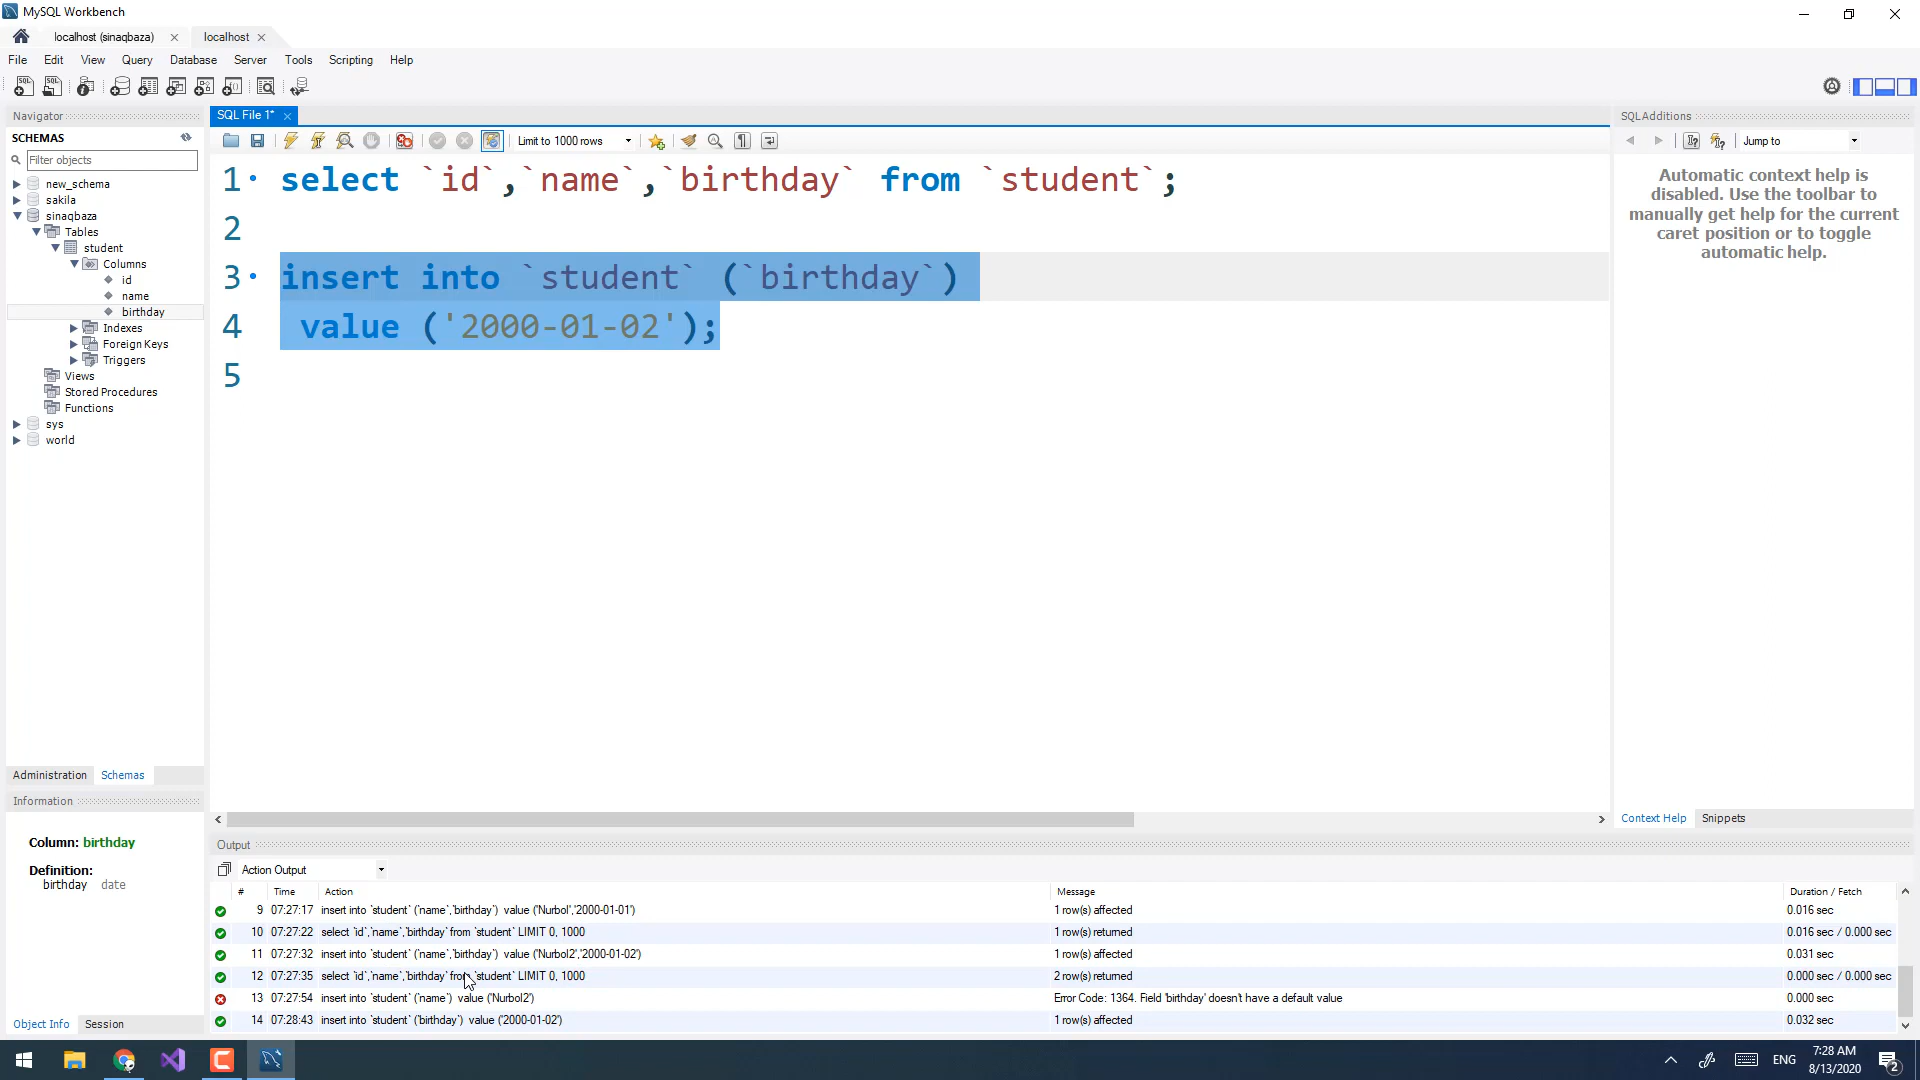 MySQL Workbench
localhost (sinaqbaza)
localhost
File Edit View Query Database Server Tools Scripting Help
Navigator
SCHEMAS
Filter objects
new_schema
sakila
sinaqbaza
Tables
student
Columns
id
name
birthday
Indexes
Foreign Keys
Triggers
Views
Stored Procedures
Functions
sys
world
Administration Schemas
Information
Column: birthday
Definition:
birthday date
Object Info Session
SQL File 1*
Limit to 1000 rows
1 select `id`,`name`,`birthday` from `student`;
2
3 insert into `student` (`birthday`)
4 value ('2000-01-02');
5
SQLAdditions
Jump to
Automatic context help is
disabled. Use the toolbar to
manually get help for the current
caret position or to toggle
automatic help.
Context Help Snippets
Output
Action Output
# Time Action Message Duration / Fetch
9 07:27:17 insert into `student` (`name`,`birthday`) value ('Nurbol','2000-01-01') 1 row(s) affected 0.016 sec
10 07:27:22 select `id`,`name`,`birthday` from `student` LIMIT 0, 1000 1 row(s) returned 0.016 sec / 0.000 sec
11 07:27:32 insert into `student` (`name`,`birthday`) value ('Nurbol2','2000-01-02') 1 row(s) affected 0.031 sec
12 07:27:35 select `id`,`name`,`birthday` from `student` LIMIT 0, 1000 2 row(s) returned 0.000 sec / 0.000 sec
13 07:27:54 insert into `student` (`name`) value ('Nurbol2') Error Code: 1364. Field 'birthday' doesn't have a default value 0.000 sec
14 07:28:43 insert into `student` (`birthday`) value ('2000-01-02') 1 row(s) affected 0.032 sec
ENG
7:28 AM
8/13/2020
2